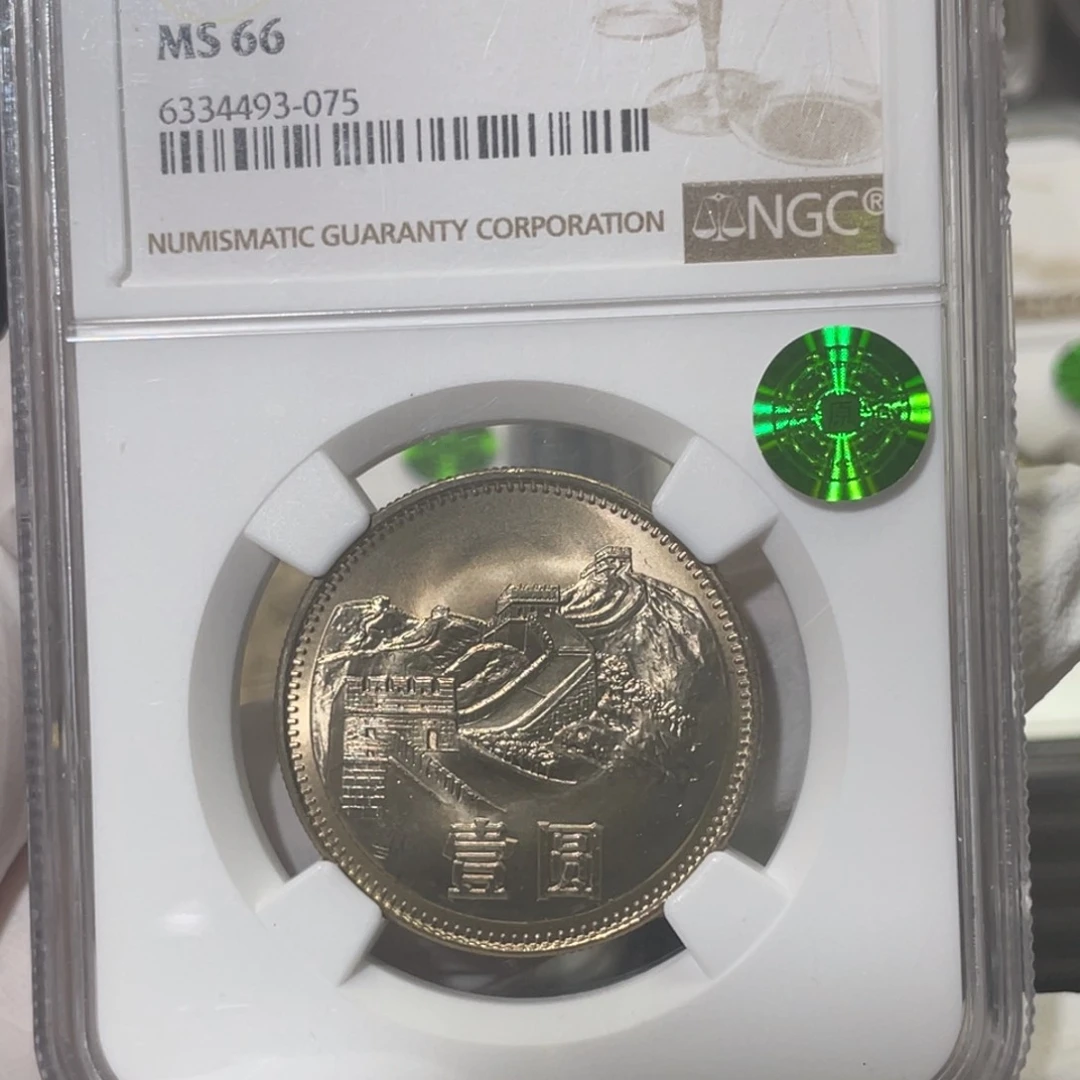 MS 66
6334493-075
NUMISMATIC GUARANTY CORPORATION
NGC®
壹圆